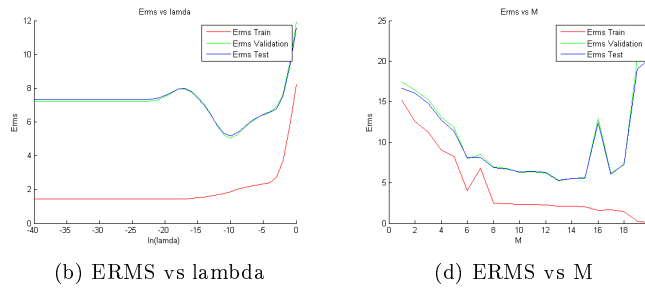 Erms vs lamda
12
10
8
6
4
2
0
Erms
-40 -35 -30 -25 -20 -15 -10 -5 0
ln(lamda)
Erms Train
Erms Validation
Erms Test
(b) ERMS vs lambda
Erms vs M
25
20
15
10
5
0
Erms
0 2 4 6 8 10 12 14 16 18
M
Erms Train
Erms Validation
Erms Test
(d) ERMS vs M